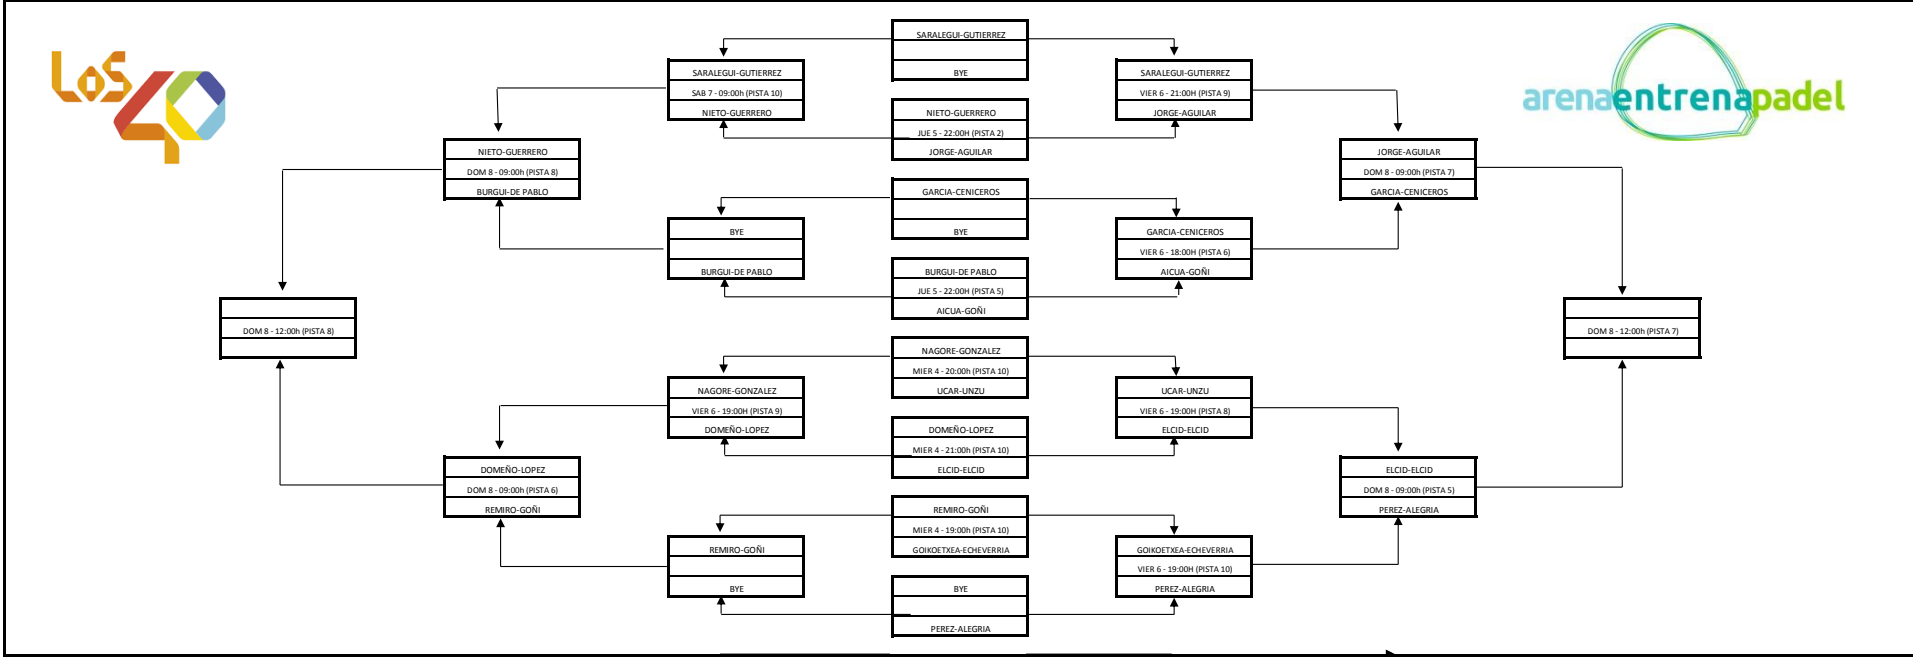 LOS 40
arenaentrenapadel
SARALEGUI-GUTIERREZ
BYE
SARALEGUI-GUTIERREZ
SAB 7 - 09:00h (PISTA 10)
NIETO-GUERRERO
SARALEGUI-GUTIERREZ
VIER 6 - 21:00H (PISTA 9)
JORGE-AGUILAR
NIETO-GUERRERO
JUE 5 - 22:00H (PISTA 2)
JORGE-AGUILAR
NIETO-GUERRERO
DOM 8 - 09:00h (PISTA 8)
BURGUI-DE PABLO
JORGE-AGUILAR
DOM 8 - 09:00h (PISTA 7)
GARCIA-CENICEROS
GARCIA-CENICEROS
BYE
BYE
BURGUI-DE PABLO
GARCIA-CENICEROS
VIER 6 - 18:00H (PISTA 6)
AICUA-GOÑI
BURGUI-DE PABLO
JUE 5 - 22:00H (PISTA 5)
AICUA-GOÑI
DOM 8 - 12:00h (PISTA 8)
DOM 8 - 12:00h (PISTA 7)
NAGORE-GONZALEZ
MIER 4 - 20:00h (PISTA 10)
UCAR-UNZU
NAGORE-GONZALEZ
VIER 6 - 19:00H (PISTA 9)
DOMEÑO-LOPEZ
UCAR-UNZU
VIER 6 - 19:00H (PISTA 8)
ELCID-ELCID
DOMEÑO-LOPEZ
MIER 4 - 21:00h (PISTA 10)
ELCID-ELCID
DOMEÑO-LOPEZ
DOM 8 - 09:00h (PISTA 6)
REMIRO-GOÑI
ELCID-ELCID
DOM 8 - 09:00h (PISTA 5)
PEREZ-ALEGRIA
REMIRO-GOÑI
MIER 4 - 19:00h (PISTA 10)
GOIKOETXEA-ECHEVERRIA
REMIRO-GOÑI
BYE
GOIKOETXEA-ECHEVERRIA
VIER 6 - 19:00H (PISTA 10)
PEREZ-ALEGRIA
BYE
PEREZ-ALEGRIA